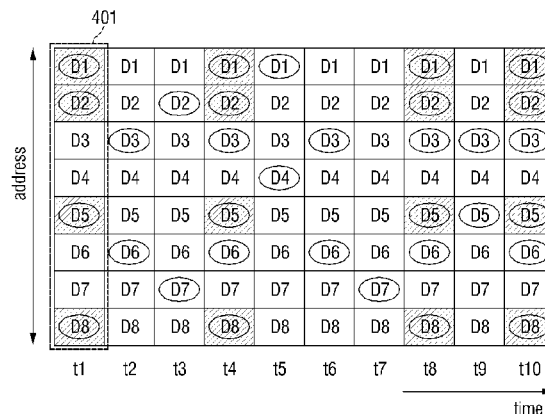 401
D1 D1 D1 D1 D1 D1 D1 D1 D1 D1
D2 D2 D2 D2 D2 D2 D2 D2 D2 D2
D3 D3 D3 D3 D3 D3 D3 D3 D3 D3
D4 D4 D4 D4 D4 D4 D4 D4 D4 D4
D5 D5 D5 D5 D5 D5 D5 D5 D5 D5
D6 D6 D6 D6 D6 D6 D6 D6 D6 D6
D7 D7 D7 D7 D7 D7 D7 D7 D7 D7
D8 D8 D8 D8 D8 D8 D8 D8 D8 D8
address
t1 t2 t3 t4 t5 t6 t7 t8 t9 t10
time